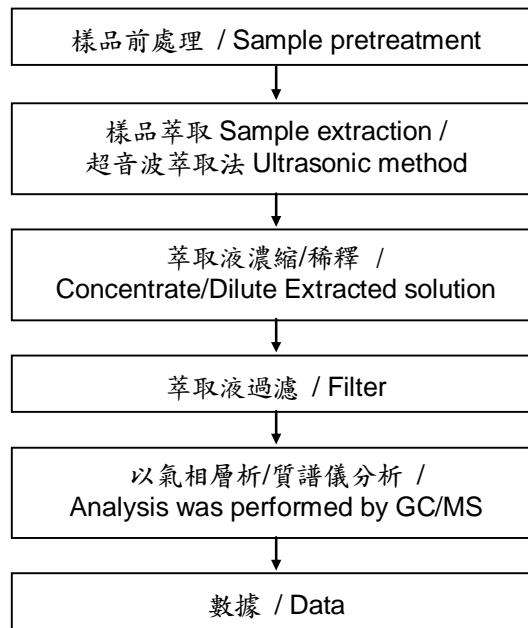 樣品前處理 / Sample pretreatment
樣品萃取 Sample extraction /
超音波萃取法 Ultrasonic method
萃取液濃縮/稀釋 /
Concentrate/Dilute Extracted solution
萃取液過濾 / Filter
以氣相層析/質譜儀分析 /
Analysis was performed by GC/MS
數據 / Data